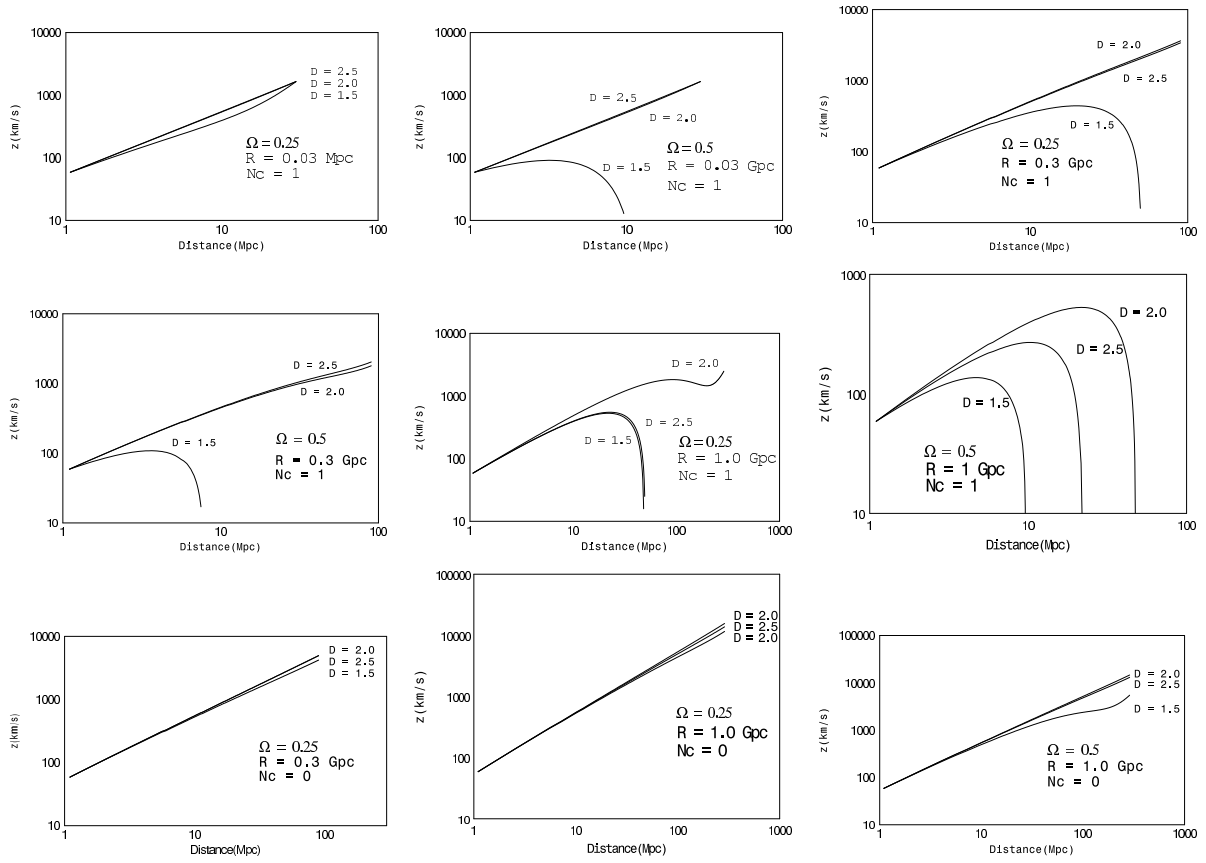 10000
1000
100
10
z(km/s)
D = 2.5
D = 2.0
D = 1.5
Ω = 0.25
R = 0.03 Mpc
Nc = 1
1
10
100
Distance(Mpc)
10000
1000
100
10
z(km/s)
D = 2.5
D = 2.0
D = 1.5
Ω = 0.5
R = 0.03 Gpc
Nc = 1
1
10
100
Distance(Mpc)
10000
1000
100
10
z(km/s)
D = 2.0
D = 2.5
D = 1.5
Ω = 0.25
R = 0.3 Gpc
Nc = 1
1
10
100
Distance(Mpc)
10000
1000
100
10
z(km/s)
D = 2.5
D = 2.0
D = 1.5
Ω = 0.5
R = 0.3 Gpc
Nc = 1
1
10
100
Distance(Mpc)
10000
1000
100
10
z(km/s)
D = 2.0
D = 2.5
D = 1.5
Ω = 0.25
R = 1.0 Gpc
Nc = 1
1
10
100
1000
Distance(Mpc)
1000
100
10
z(km/s)
D = 2.0
D = 2.5
D = 1.5
Ω = 0.5
R = 1 Gpc
Nc = 1
1
10
100
Distance(Mpc)
10000
1000
100
10
z(km/s)
D = 2.0
D = 2.5
D = 1.5
Ω = 0.25
R = 0.3 Gpc
Nc = 0
1
10
100
Distance(Mpc)
100000
10000
1000
100
10
z(km/s)
D = 2.0
D = 2.5
D = 2.0
Ω = 0.25
R = 1.0 Gpc
Nc = 0
1
10
100
1000
Distance(Mpc)
100000
10000
1000
100
10
z(km/s)
D = 2.0
D = 2.5
D = 1.5
Ω = 0.5
R = 1.0 Gpc
Nc = 0
1
10
100
1000
Distance(Mpc)